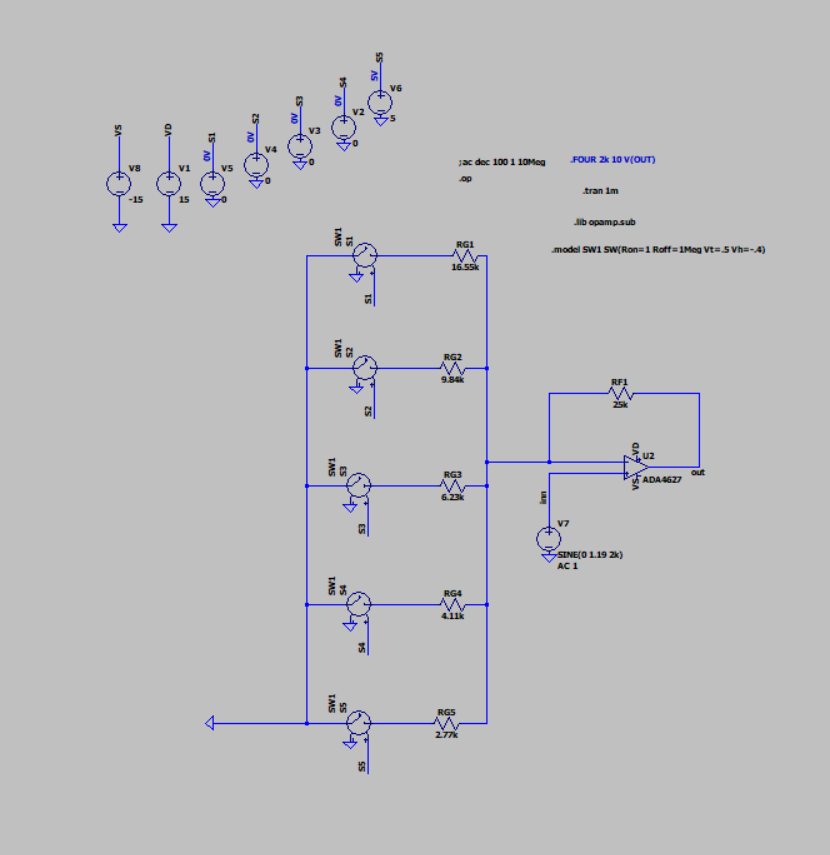 S5
5V
V6
5
S4
0V
V2
0
S3
0V
V3
0
S2
0V
V4
0
S1
0V
V5
0
VD
V1
15
VS
V8
-15
;ac dec 100 1 10Meg
.FOUR 2k 10 V(OUT)
.op
.tran 1m
.lib opamp.sub
.model SW1 SW(Ron=1 Roff=1Meg Vt=.5 Vh=-.4)
SW1
S1
RG1
16.55k
S1
SW1
S2
RG2
9.84k
S2
RF1
25k
VD
U2
VS
ADA4627
out
SW1
S3
RG3
6.23k
S3
inn
V7
SINE(0 1.19 2k)
AC 1
SW1
S4
RG4
4.11k
S4
SW1
S5
RG5
2.77k
S5